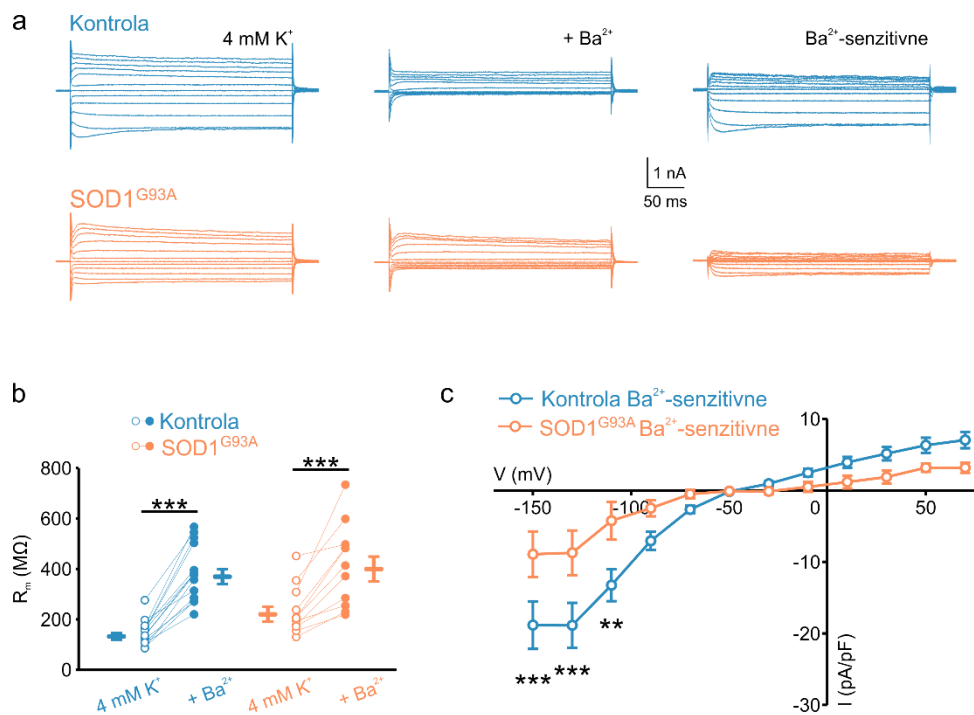 a
Kontrola
4 mM K⁺
+ Ba²⁺
Ba²⁺-senzitivne
1 nA
50 ms
SOD1ᴳ⁹³ᴬ
b
Kontrola
SOD1ᴳ⁹³ᴬ
***
***
800
600
400
200
0
Rₘ (MΩ)
4 mM K⁺
+ Ba²⁺
4 mM K⁺
+ Ba²⁺
c
Kontrola Ba²⁺-senzitivne
SOD1ᴳ⁹³ᴬ Ba²⁺-senzitivne
V (mV)
-150
-100
-50
50
10
0
-10
-20
-30
I (pA/pF)
**
***
***